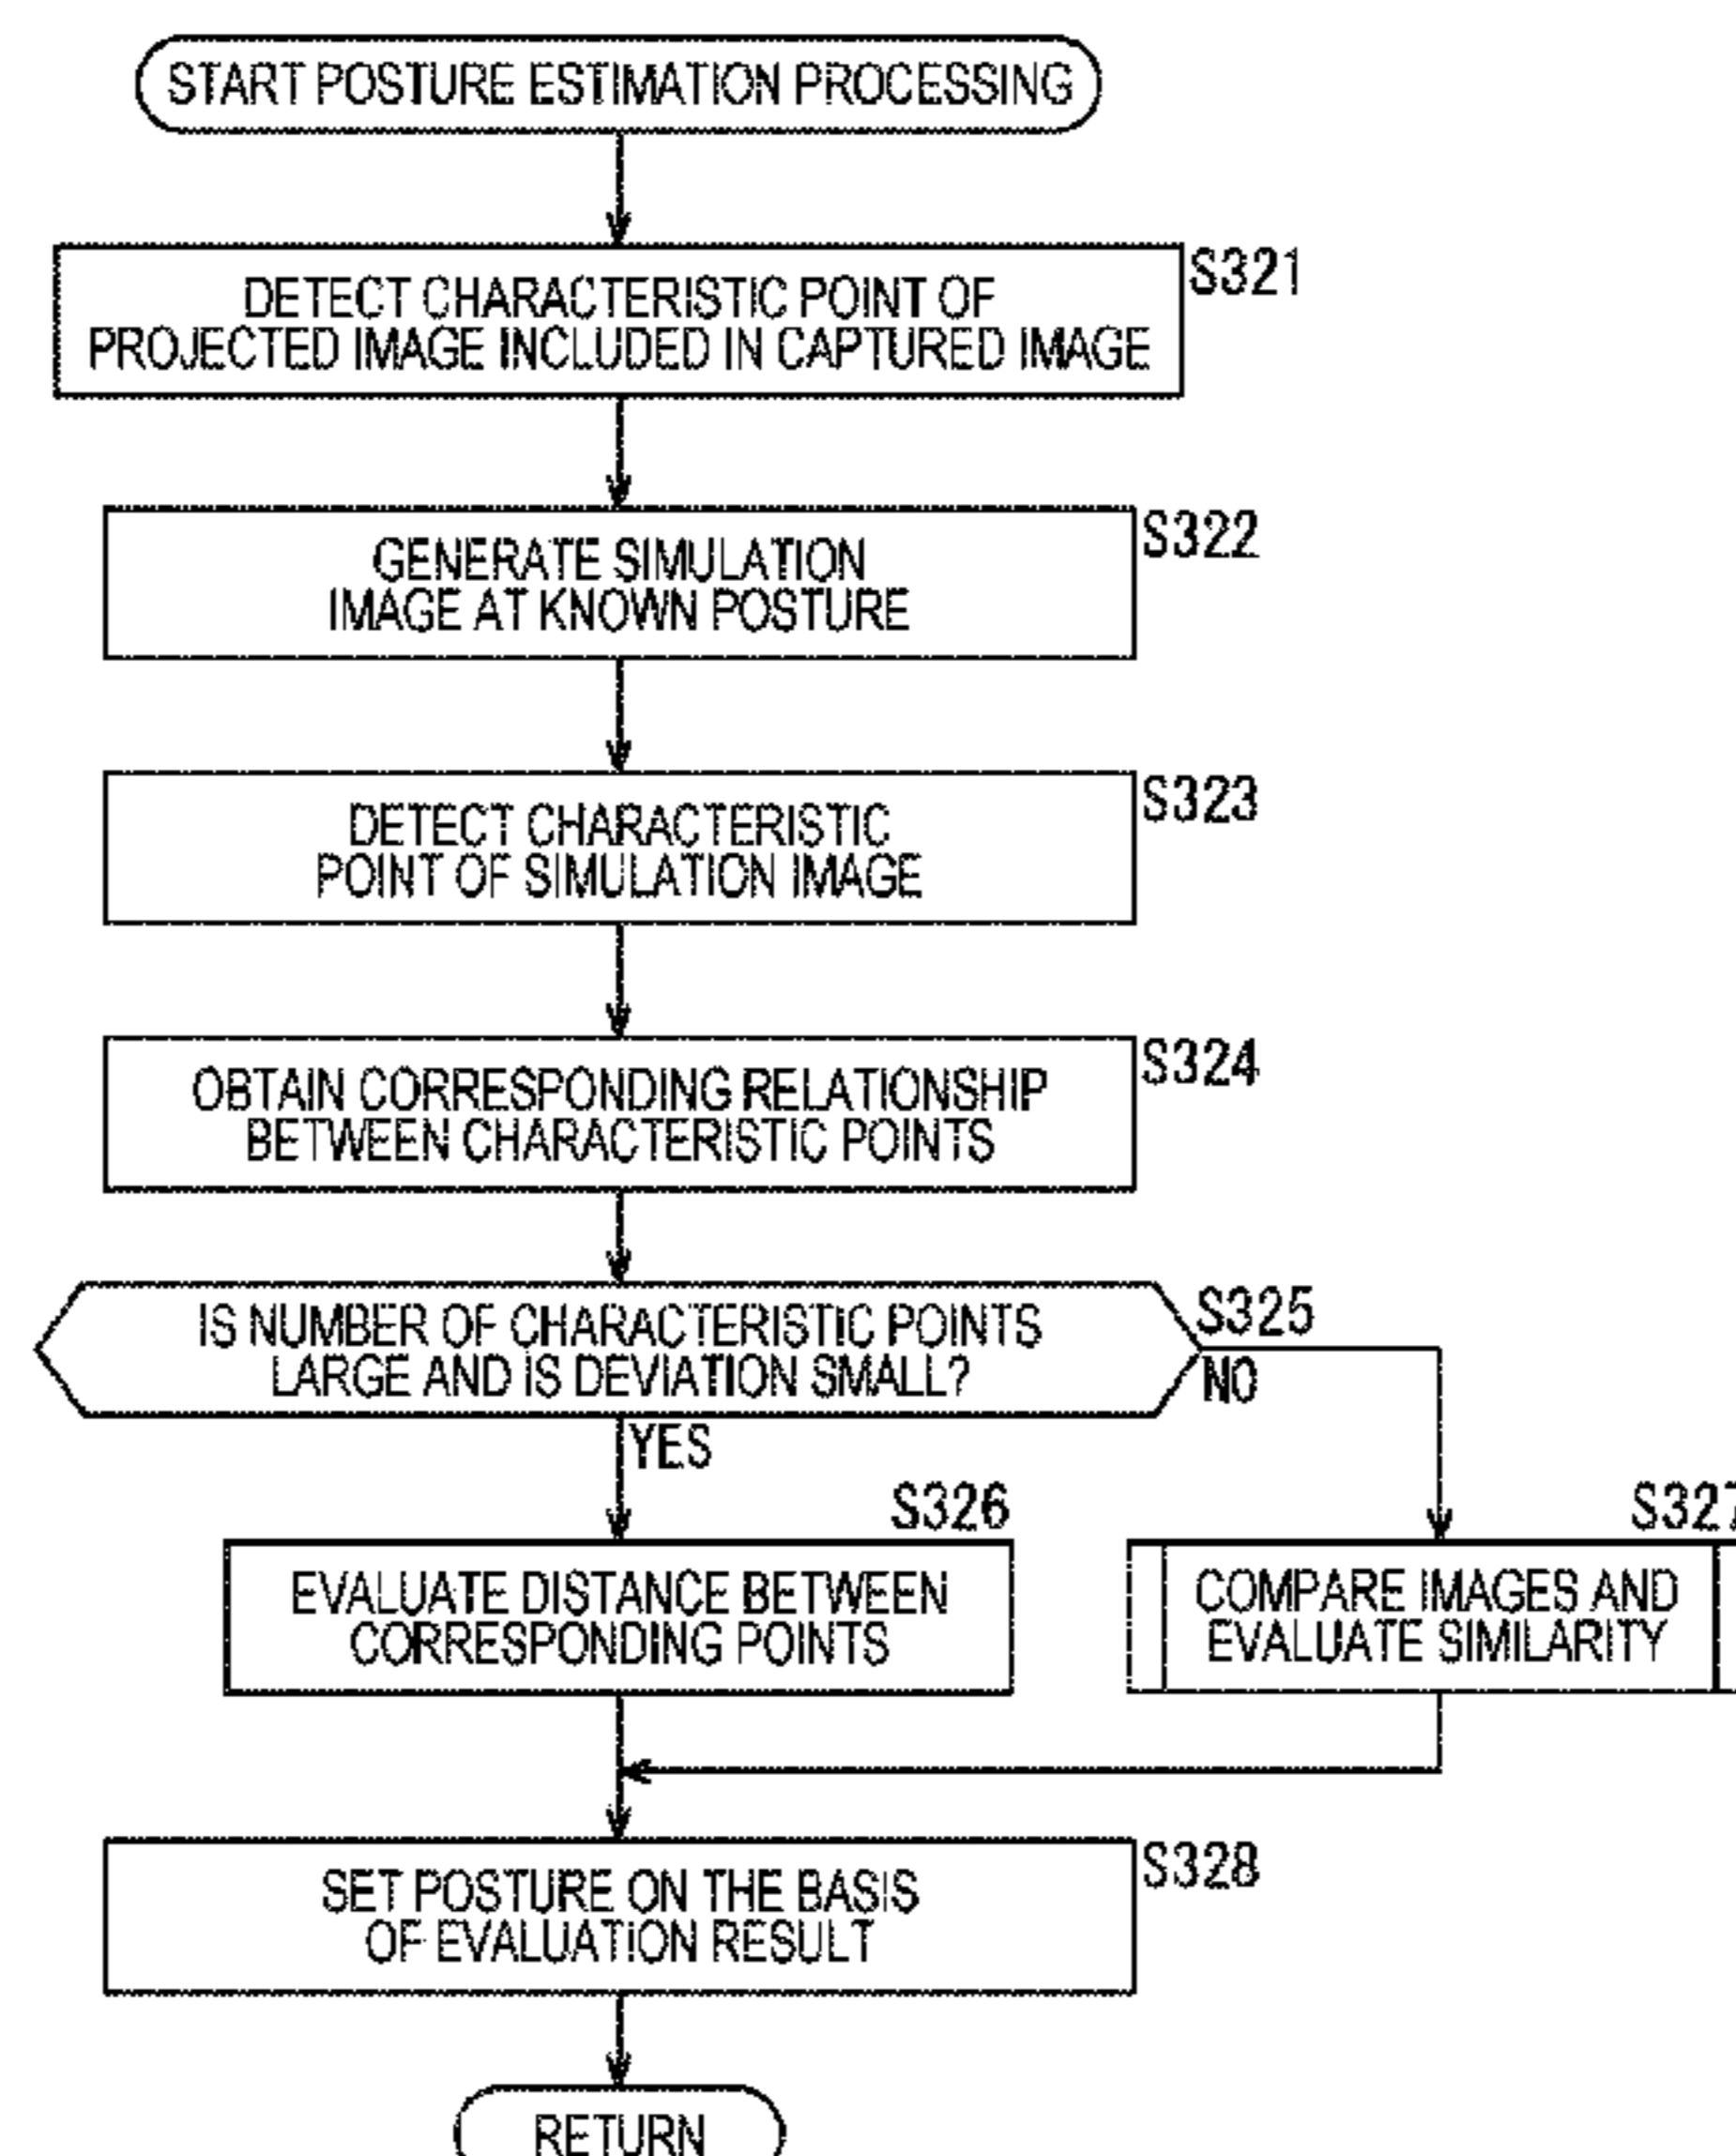 START POSTURE ESTIMATION PROCESSING
S321
DETECT CHARACTERISTIC POINT OF
PROJECTED IMAGE INCLUDED IN CAPTURED IMAGE
S322
GENERATE SIMULATION
IMAGE AT KNOWN POSTURE
S323
DETECT CHARACTERISTIC
POINT OF SIMULATION IMAGE
S324
OBTAIN CORRESPONDING RELATIONSHIP
BETWEEN CHARACTERISTIC POINTS
S325
IS NUMBER OF CHARACTERISTIC POINTS
LARGE AND IS DEVIATION SMALL?
NO
YES
S326
EVALUATE DISTANCE BETWEEN
CORRESPONDING POINTS
S327
COMPARE IMAGES AND
EVALUATE SIMILARITY
S328
SET POSTURE ON THE BASIS
OF EVALUATION RESULT
RETURN